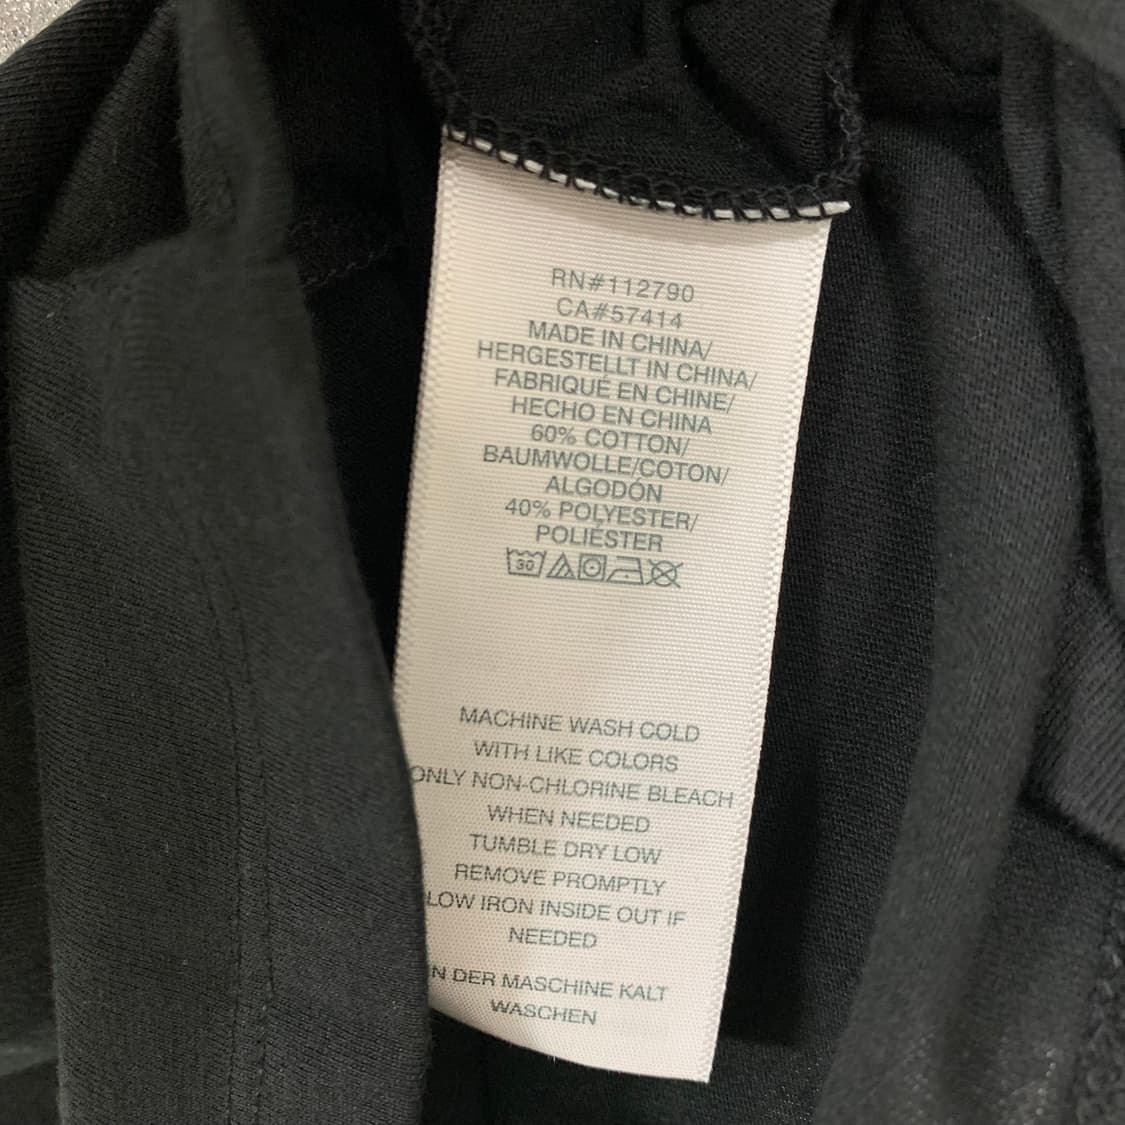 RN#112790
CA#57414
MADE IN CHINA/
HERGESTELLT IN CHINA/
FABRIQUÉ EN CHINE/
HECHO EN CHINA
60% COTTON/
BAUMWOLLE/COTON/
ALGODÓN
40% POLYESTER/
POLIÉSTER
30
MACHINE WASH COLD
WITH LIKE COLORS
ONLY NON-CHLORINE BLEACH
WHEN NEEDED
TUMBLE DRY LOW
REMOVE PROMPTLY
LOW IRON INSIDE OUT IF
NEEDED
IN DER MASCHINE KALT
WASCHEN